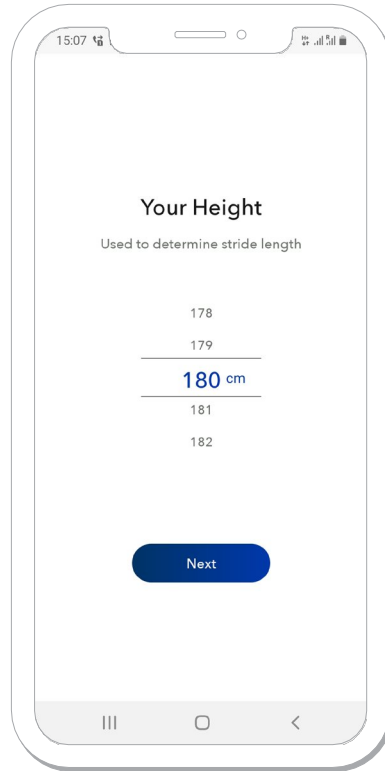 15:07
Your Height
Used to determine stride length
178
179
180 cm
181
182
Next